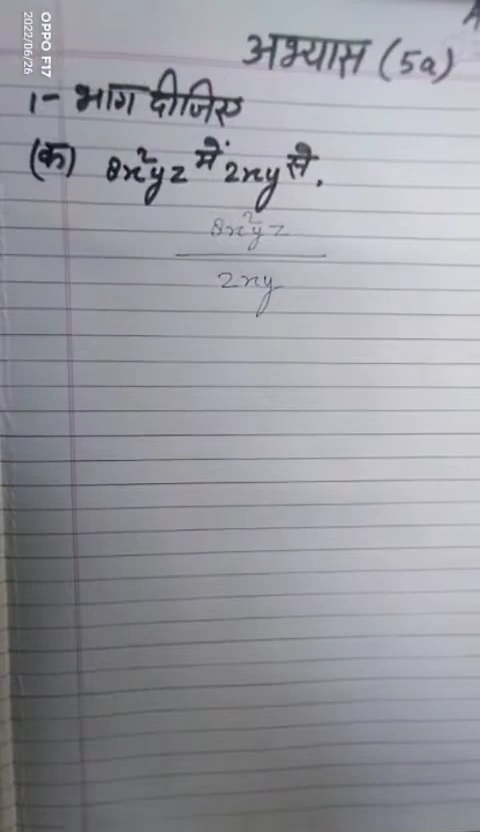 अभ्यास (5a)
1- भाग दीजिए
(क) 8x²yz में 2xy से.
8x²yz
2xy
OPPO F17
2022/06/26